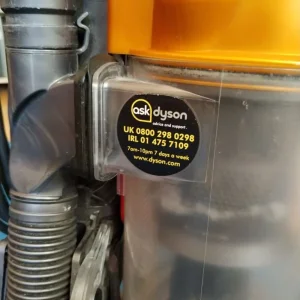 ask dyson
advice and support.
UK 0800 298 0298
IRL 01 475 7109
7am-10pm 7 days a week
www.dyson.com